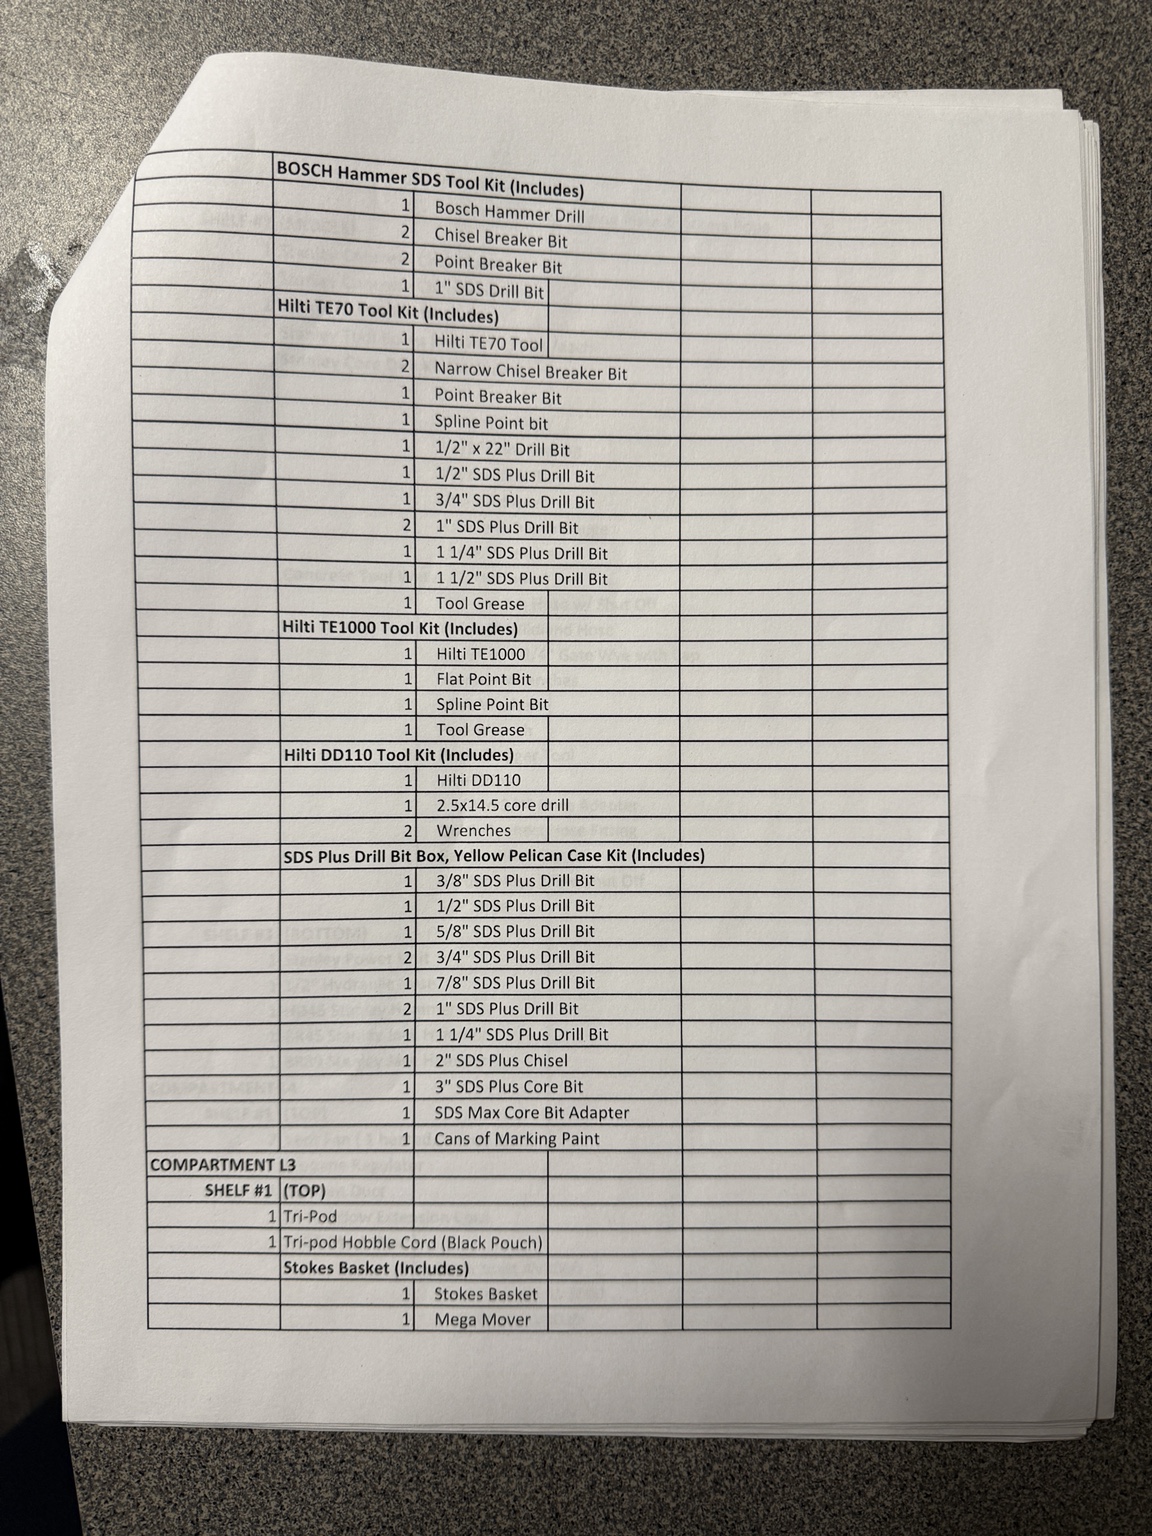 BOSCH Hammer SDS Tool Kit (Includes)
1 Bosch Hammer Drill
2 Chisel Breaker Bit
2 Point Breaker Bit
1 1" SDS Drill Bit
Hilti TE70 Tool Kit (Includes)
1 Hilti TE70 Tool
2 Narrow Chisel Breaker Bit
1 Point Breaker Bit
1 Spline Point bit
1 1/2" x 22" Drill Bit
1 1/2" SDS Plus Drill Bit
1 3/4" SDS Plus Drill Bit
2 1" SDS Plus Drill Bit
1 1 1/4" SDS Plus Drill Bit
1 1 1/2" SDS Plus Drill Bit
1 Tool Grease
Hilti TE1000 Tool Kit (Includes)
1 Hilti TE1000
1 Flat Point Bit
1 Spline Point Bit
1 Tool Grease
Hilti DD110 Tool Kit (Includes)
1 Hilti DD110
1 2.5x14.5 core drill
2 Wrenches
SDS Plus Drill Bit Box, Yellow Pelican Case Kit (Includes)
1 3/8" SDS Plus Drill Bit
1 1/2" SDS Plus Drill Bit
1 5/8" SDS Plus Drill Bit
2 3/4" SDS Plus Drill Bit
1 7/8" SDS Plus Drill Bit
2 1" SDS Plus Drill Bit
1 1 1/4" SDS Plus Drill Bit
1 2" SDS Plus Chisel
1 3" SDS Plus Core Bit
1 SDS Max Core Bit Adapter
1 Cans of Marking Paint
COMPARTMENT L3
SHELF #1 (TOP)
1 Tri-Pod
1 Tri-pod Hobble Cord (Black Pouch)
Stokes Basket (Includes)
1 Stokes Basket
1 Mega Mover